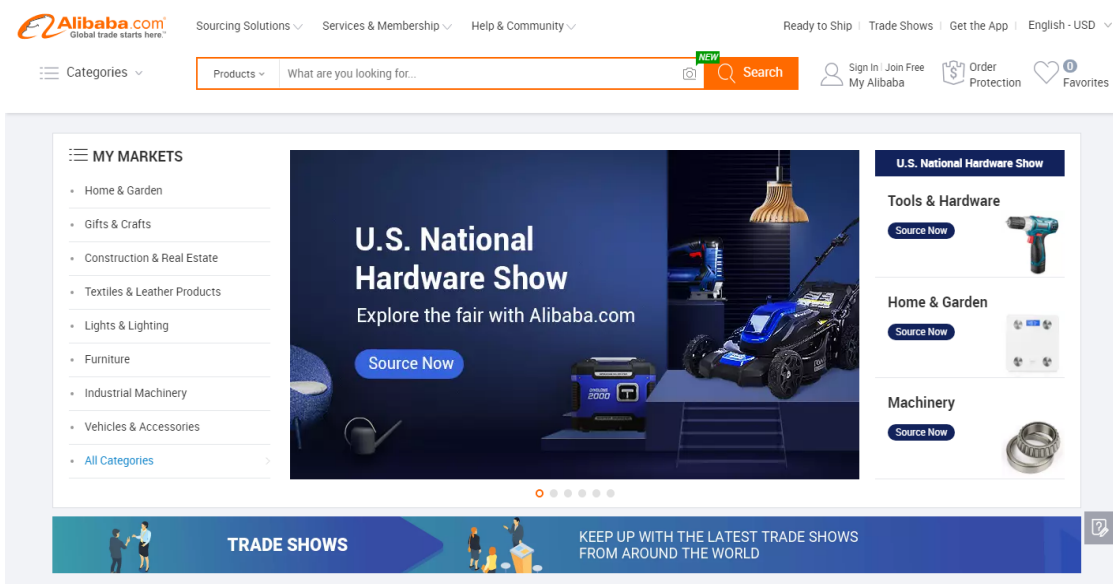 Alibaba.com
Global trade starts here.™
Sourcing Solutions
Services & Membership
Help & Community
Ready to Ship
Trade Shows
Get the App
English - USD
Categories
Products
What are you looking for...
NEW
Search
Sign In
Join Free
My Alibaba
$
Order
Protection
0
Favorites
MY MARKETS
Home & Garden
Gifts & Crafts
Construction & Real Estate
Textiles & Leather Products
Lights & Lighting
Furniture
Industrial Machinery
Vehicles & Accessories
All Categories
U.S. National
Hardware Show
Explore the fair with Alibaba.com
Source Now
2000
U.S. National Hardware Show
Tools & Hardware
Source Now
Home & Garden
Source Now
Machinery
Source Now
TRADE SHOWS
KEEP UP WITH THE LATEST TRADE SHOWS
FROM AROUND THE WORLD